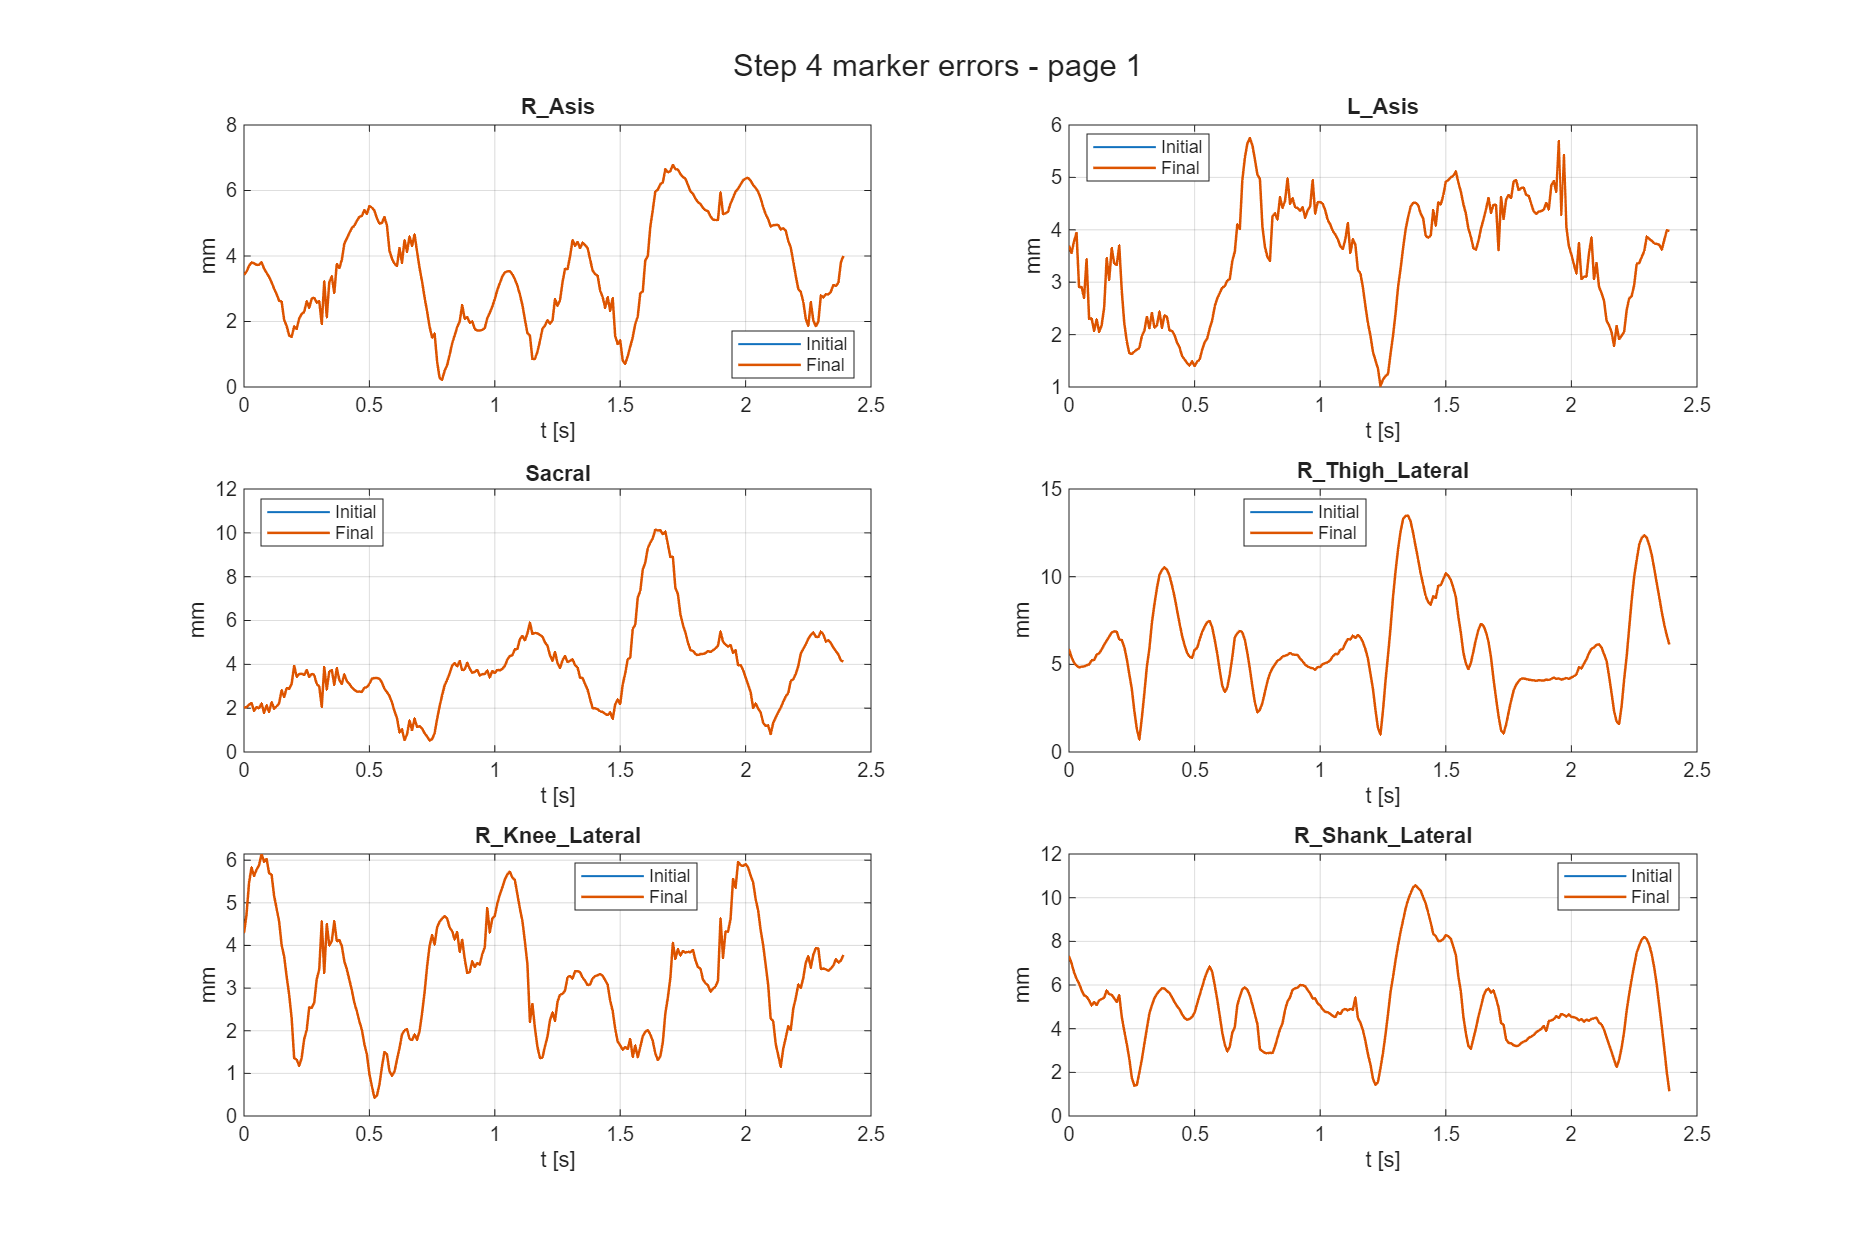 Step 4 marker errors - page 1
R_Asis
8
6
4
2
0
mm
0 0.5 1 1.5 2 2.5
t [s]
Initial
Final
L_Asis
6
5
4
3
2
1
mm
0 0.5 1 1.5 2 2.5
t [s]
Initial
Final
Sacral
12
10
8
6
4
2
0
mm
0 0.5 1 1.5 2 2.5
t [s]
Initial
Final
R_Thigh_Lateral
15
10
5
0
mm
0 0.5 1 1.5 2 2.5
t [s]
Initial
Final
R_Knee_Lateral
6
5
4
3
2
1
0
mm
0 0.5 1 1.5 2 2.5
t [s]
Initial
Final
R_Shank_Lateral
12
10
8
6
4
2
0
mm
0 0.5 1 1.5 2 2.5
t [s]
Initial
Final